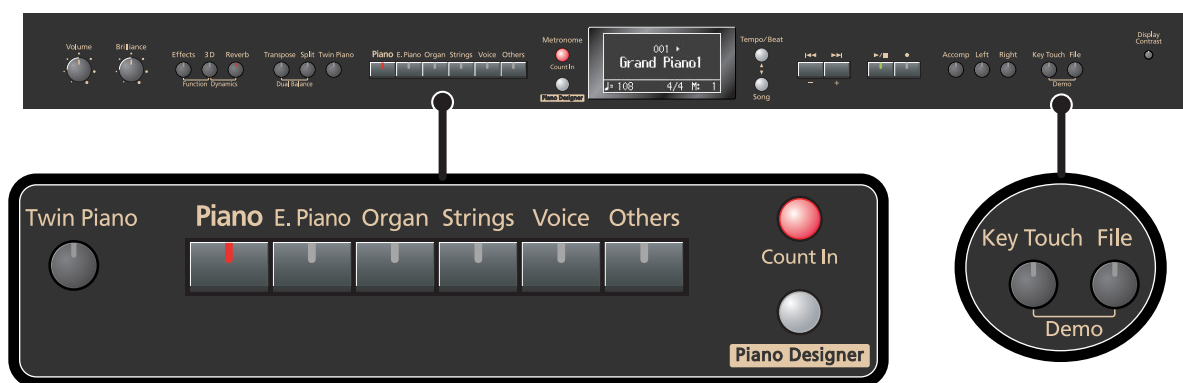 Volume Brilliance
Effects 3D Reverb
Function Dynamics
Transpose Split Twin Piano
Dual Balance
Piano E. Piano Organ Strings Voice Others
Metronome
Count In
Piano Designer
001
Grand Piano1
♩= 108 4/4 M: 1
Tempo/Beat
Song
− +
Accomp Left Right
Key Touch File
Demo
Display
Contrast
Twin Piano
Piano E. Piano Organ Strings Voice Others
Count In
Piano Designer
Key Touch File
Demo